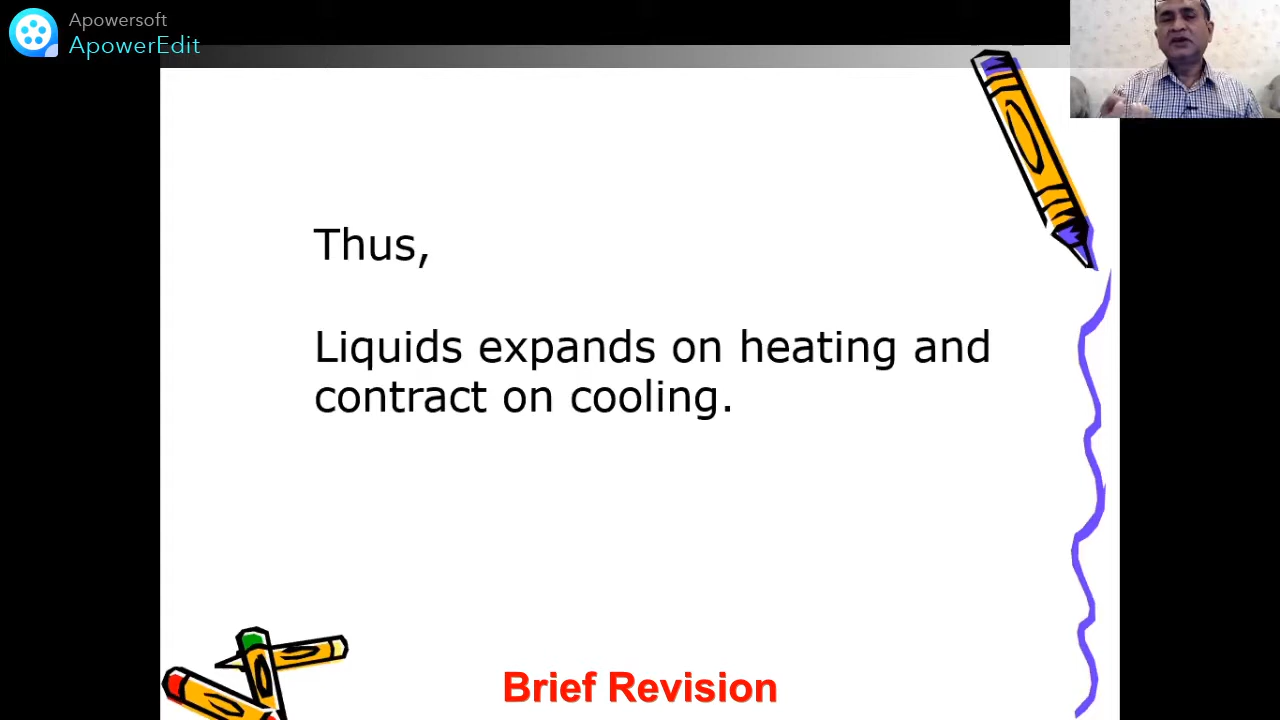 Apowersoft
ApowerEdit
Thus,
Liquids expands on heating and
contract on cooling.
Brief Revision